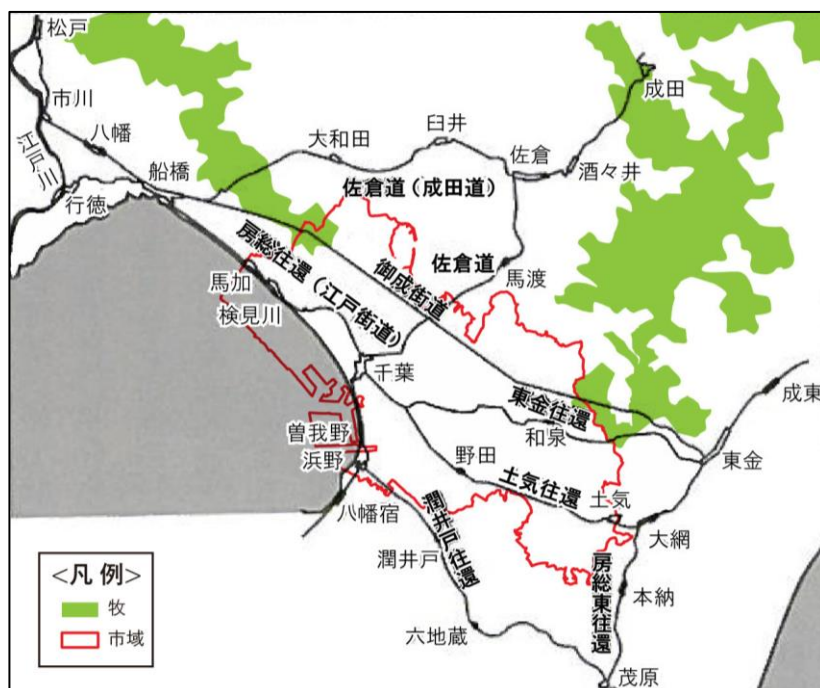 松戸
市川
江戸川
八幡
行徳
船橋
大和田
臼井
佐倉
酒々井
成田
佐倉道(成田道)
佐倉道
馬渡
御成街道
房総往還(江戸街道)
馬加
検見川
千葉
東金往還
成東
東金
和泉
曽我野
浜野
野田
土気往還
土気
大網
八幡宿
潤井戸
潤井戸往還
房総東往還
本納
六地蔵
茂原
<凡 例>
牧
市域